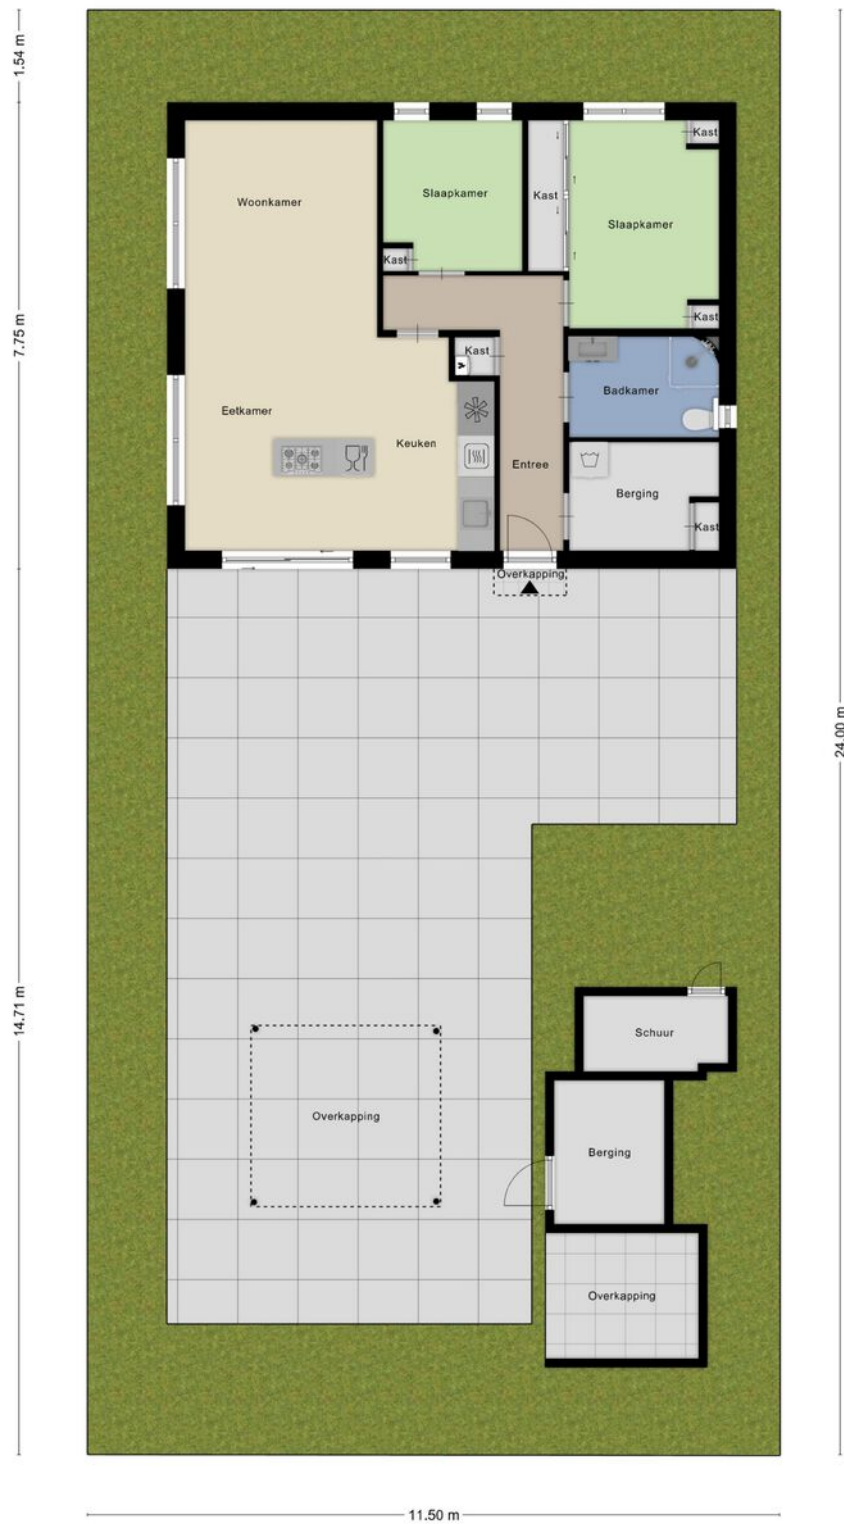 1.54 m
Kast
Slaapkamer
Kast
Woonkamer
Slaapkamer
Kast
Kast
7.75 m
Kast
Badkamer
Eetkamer
Keuken
Entree
Berging
Kast
Overkapping
24.00 m
14.71 m
Schuur
Overkapping
Berging
Overkapping
11.50 m